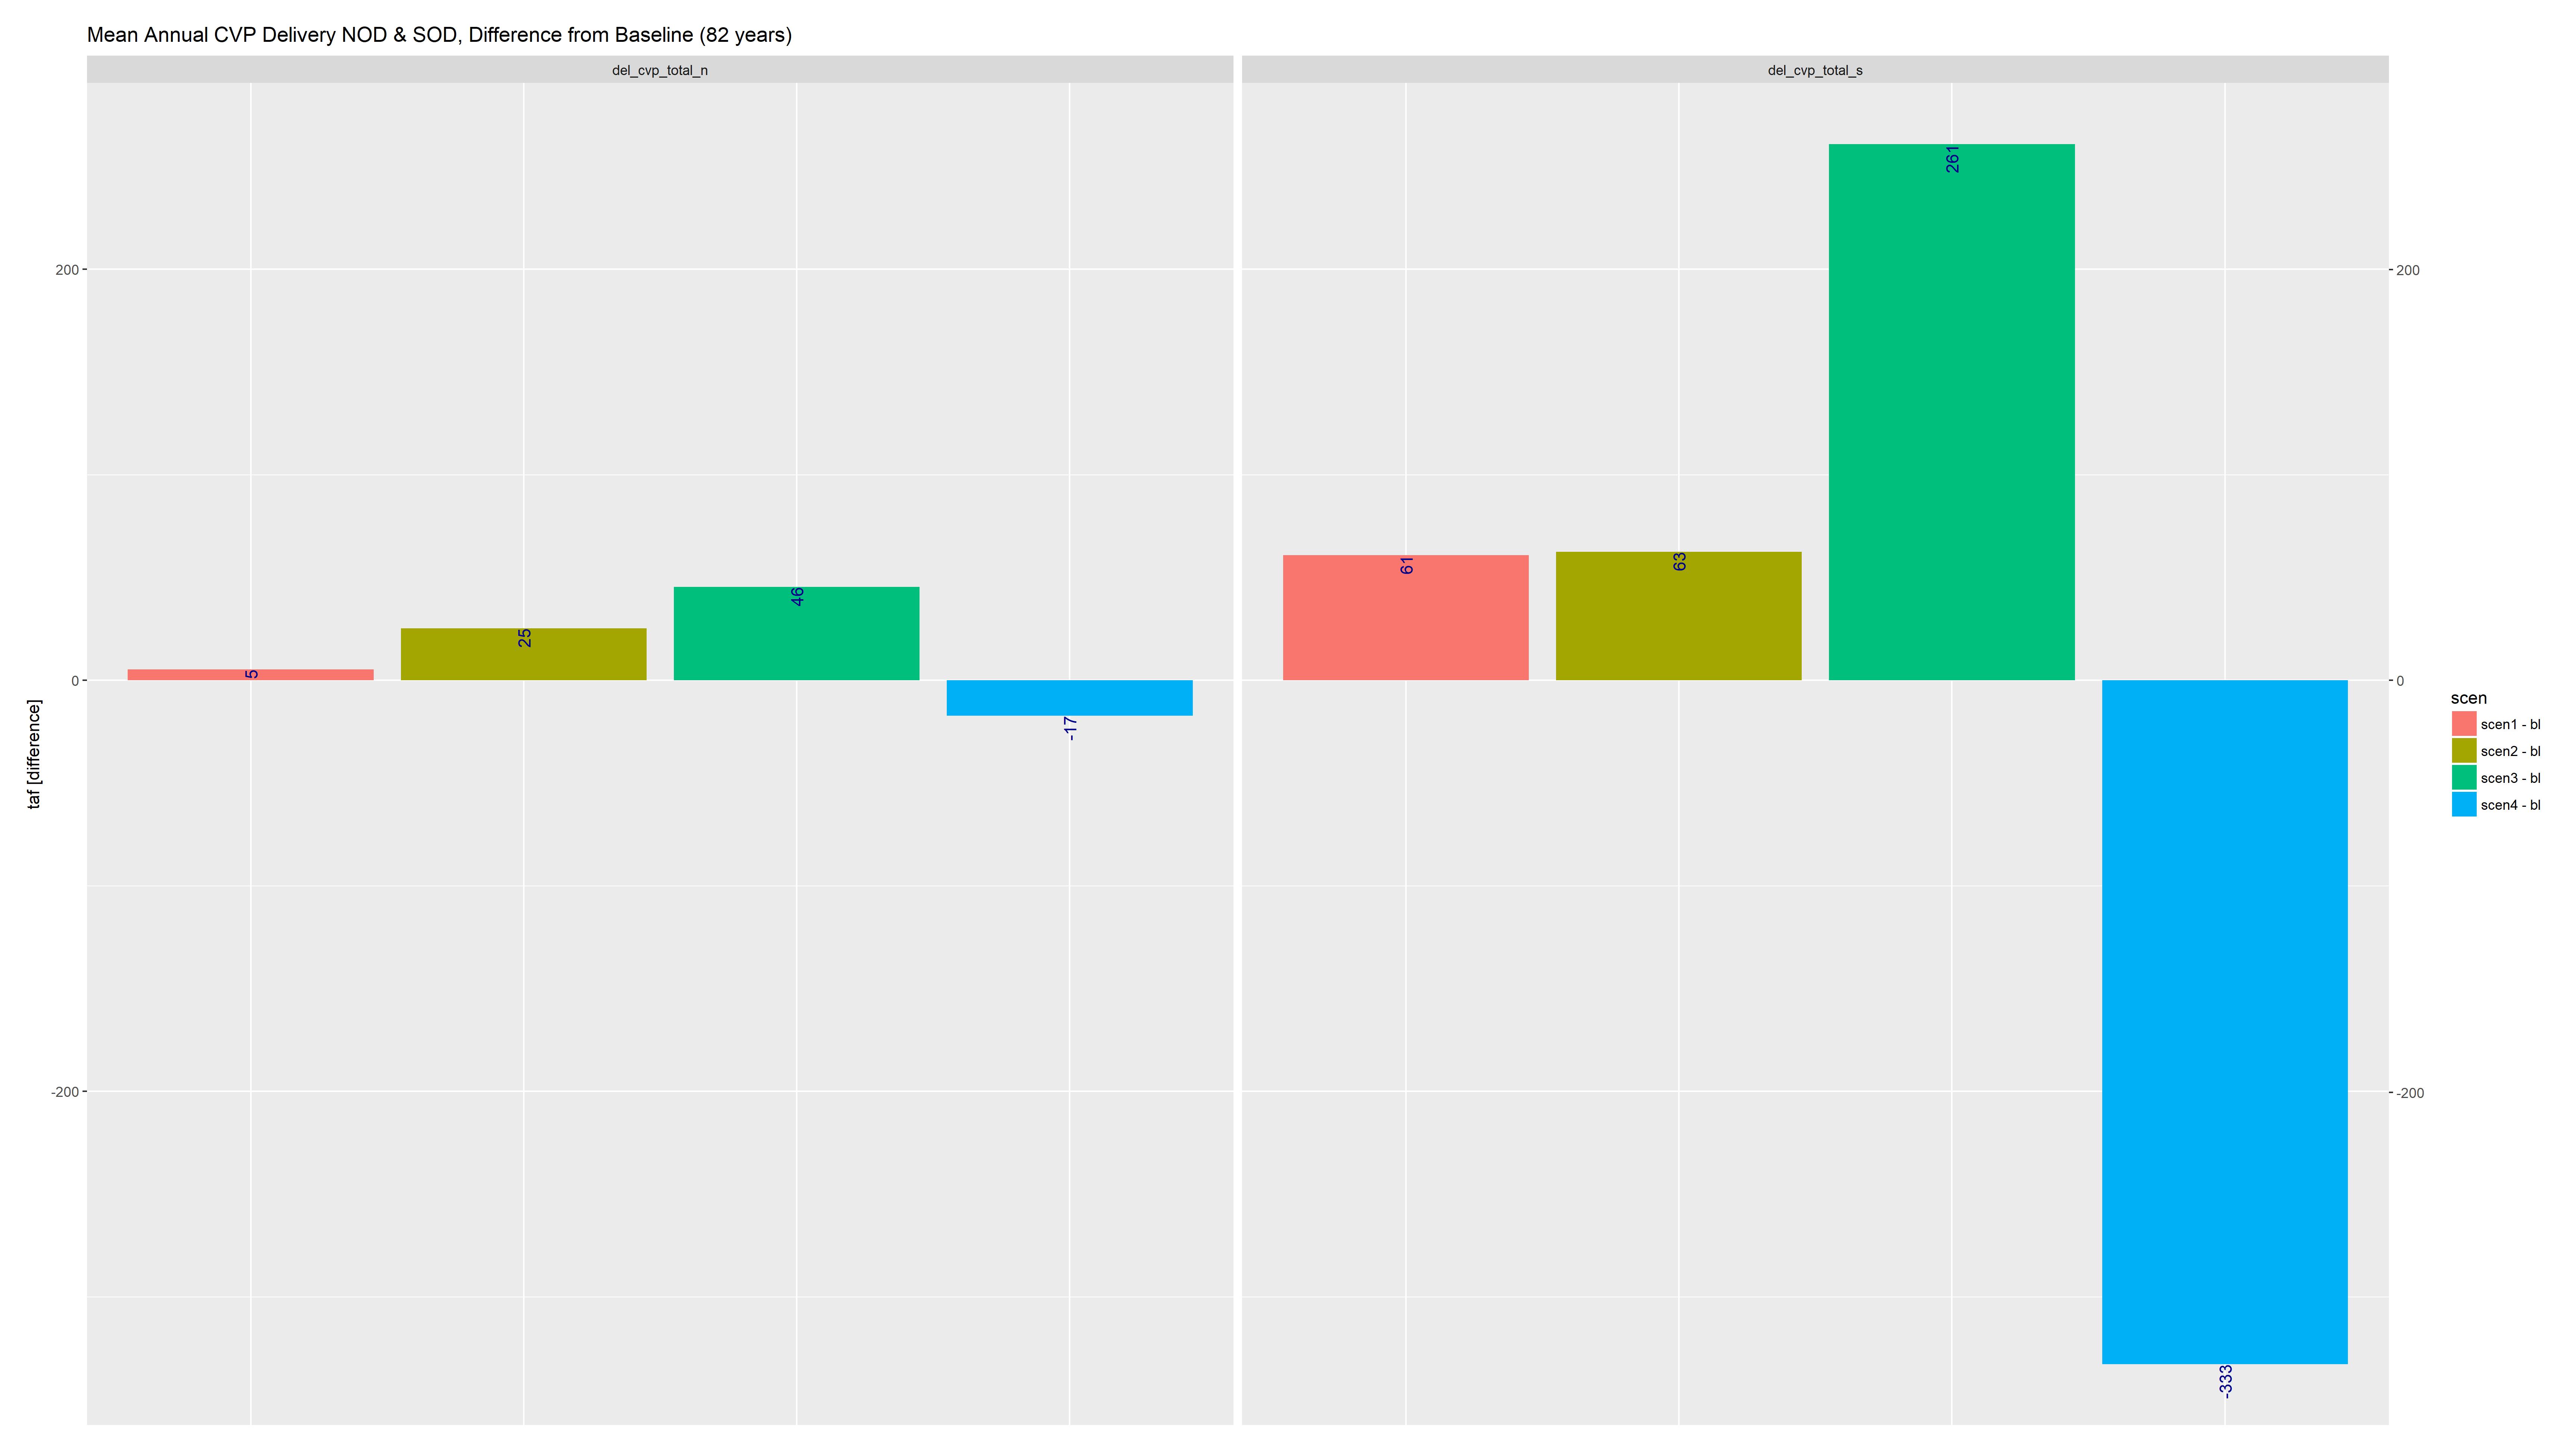 Mean Annual CVP Delivery NOD & SOD, Difference from Baseline (82 years)
del_cvp_total_n
del_cvp_total_s
taf [difference]
200
0
-200
5
25
46
-17
61
63
261
-333
200
0
-200
scen
scen1 - bl
scen2 - bl
scen3 - bl
scen4 - bl